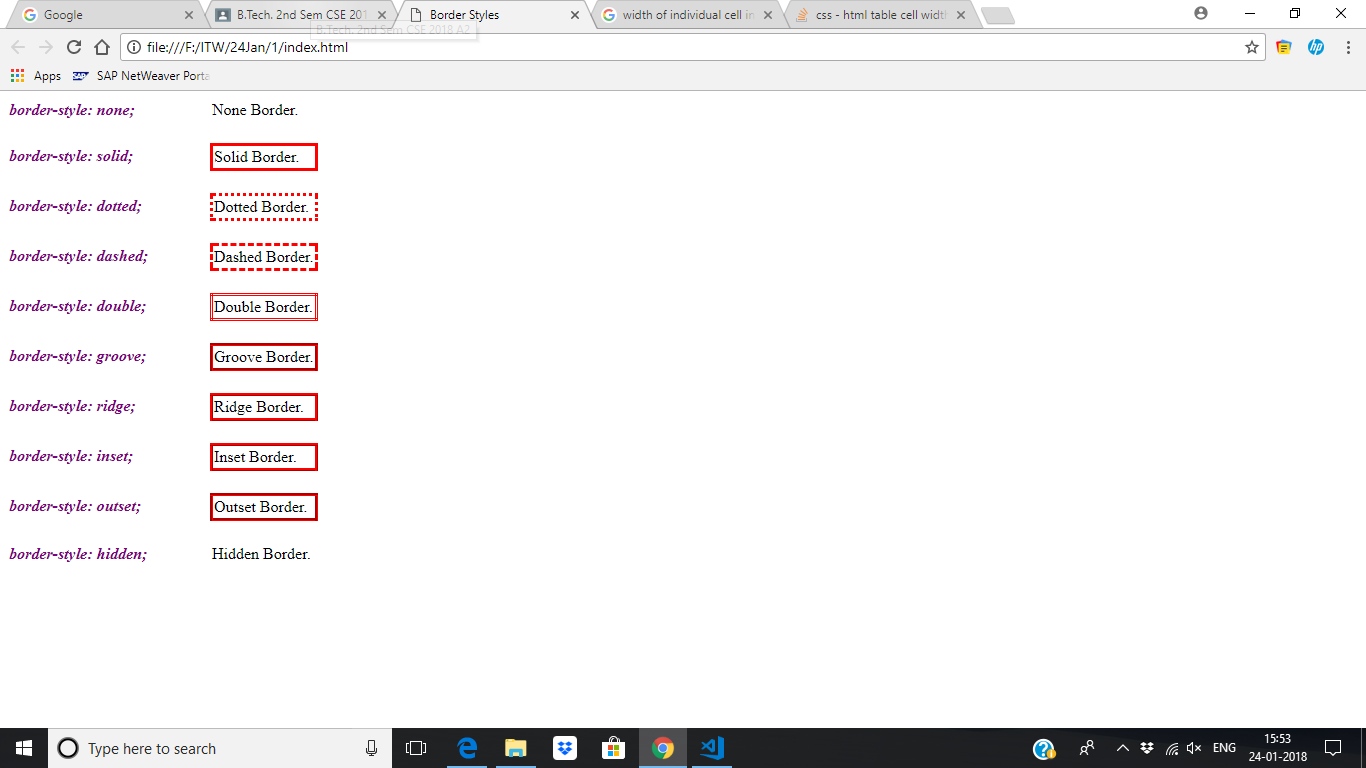 Google
B.Tech. 2nd Sem CSE 201
Border Styles
width of individual cell in
css - html table cell widt
B.Tech. 2nd Sem CSE 2018 A2
file:///F:/ITW/24Jan/1/index.html
Apps
SAP NetWeaver Porta
border-style: none; None Border.
border-style: solid; Solid Border.
border-style: dotted; Dotted Border.
border-style: dashed; Dashed Border.
border-style: double; Double Border.
border-style: groove; Groove Border.
border-style: ridge; Ridge Border.
border-style: inset; Inset Border.
border-style: outset; Outset Border.
border-style: hidden; Hidden Border.
Type here to search
ENG
15:53
24-01-2018